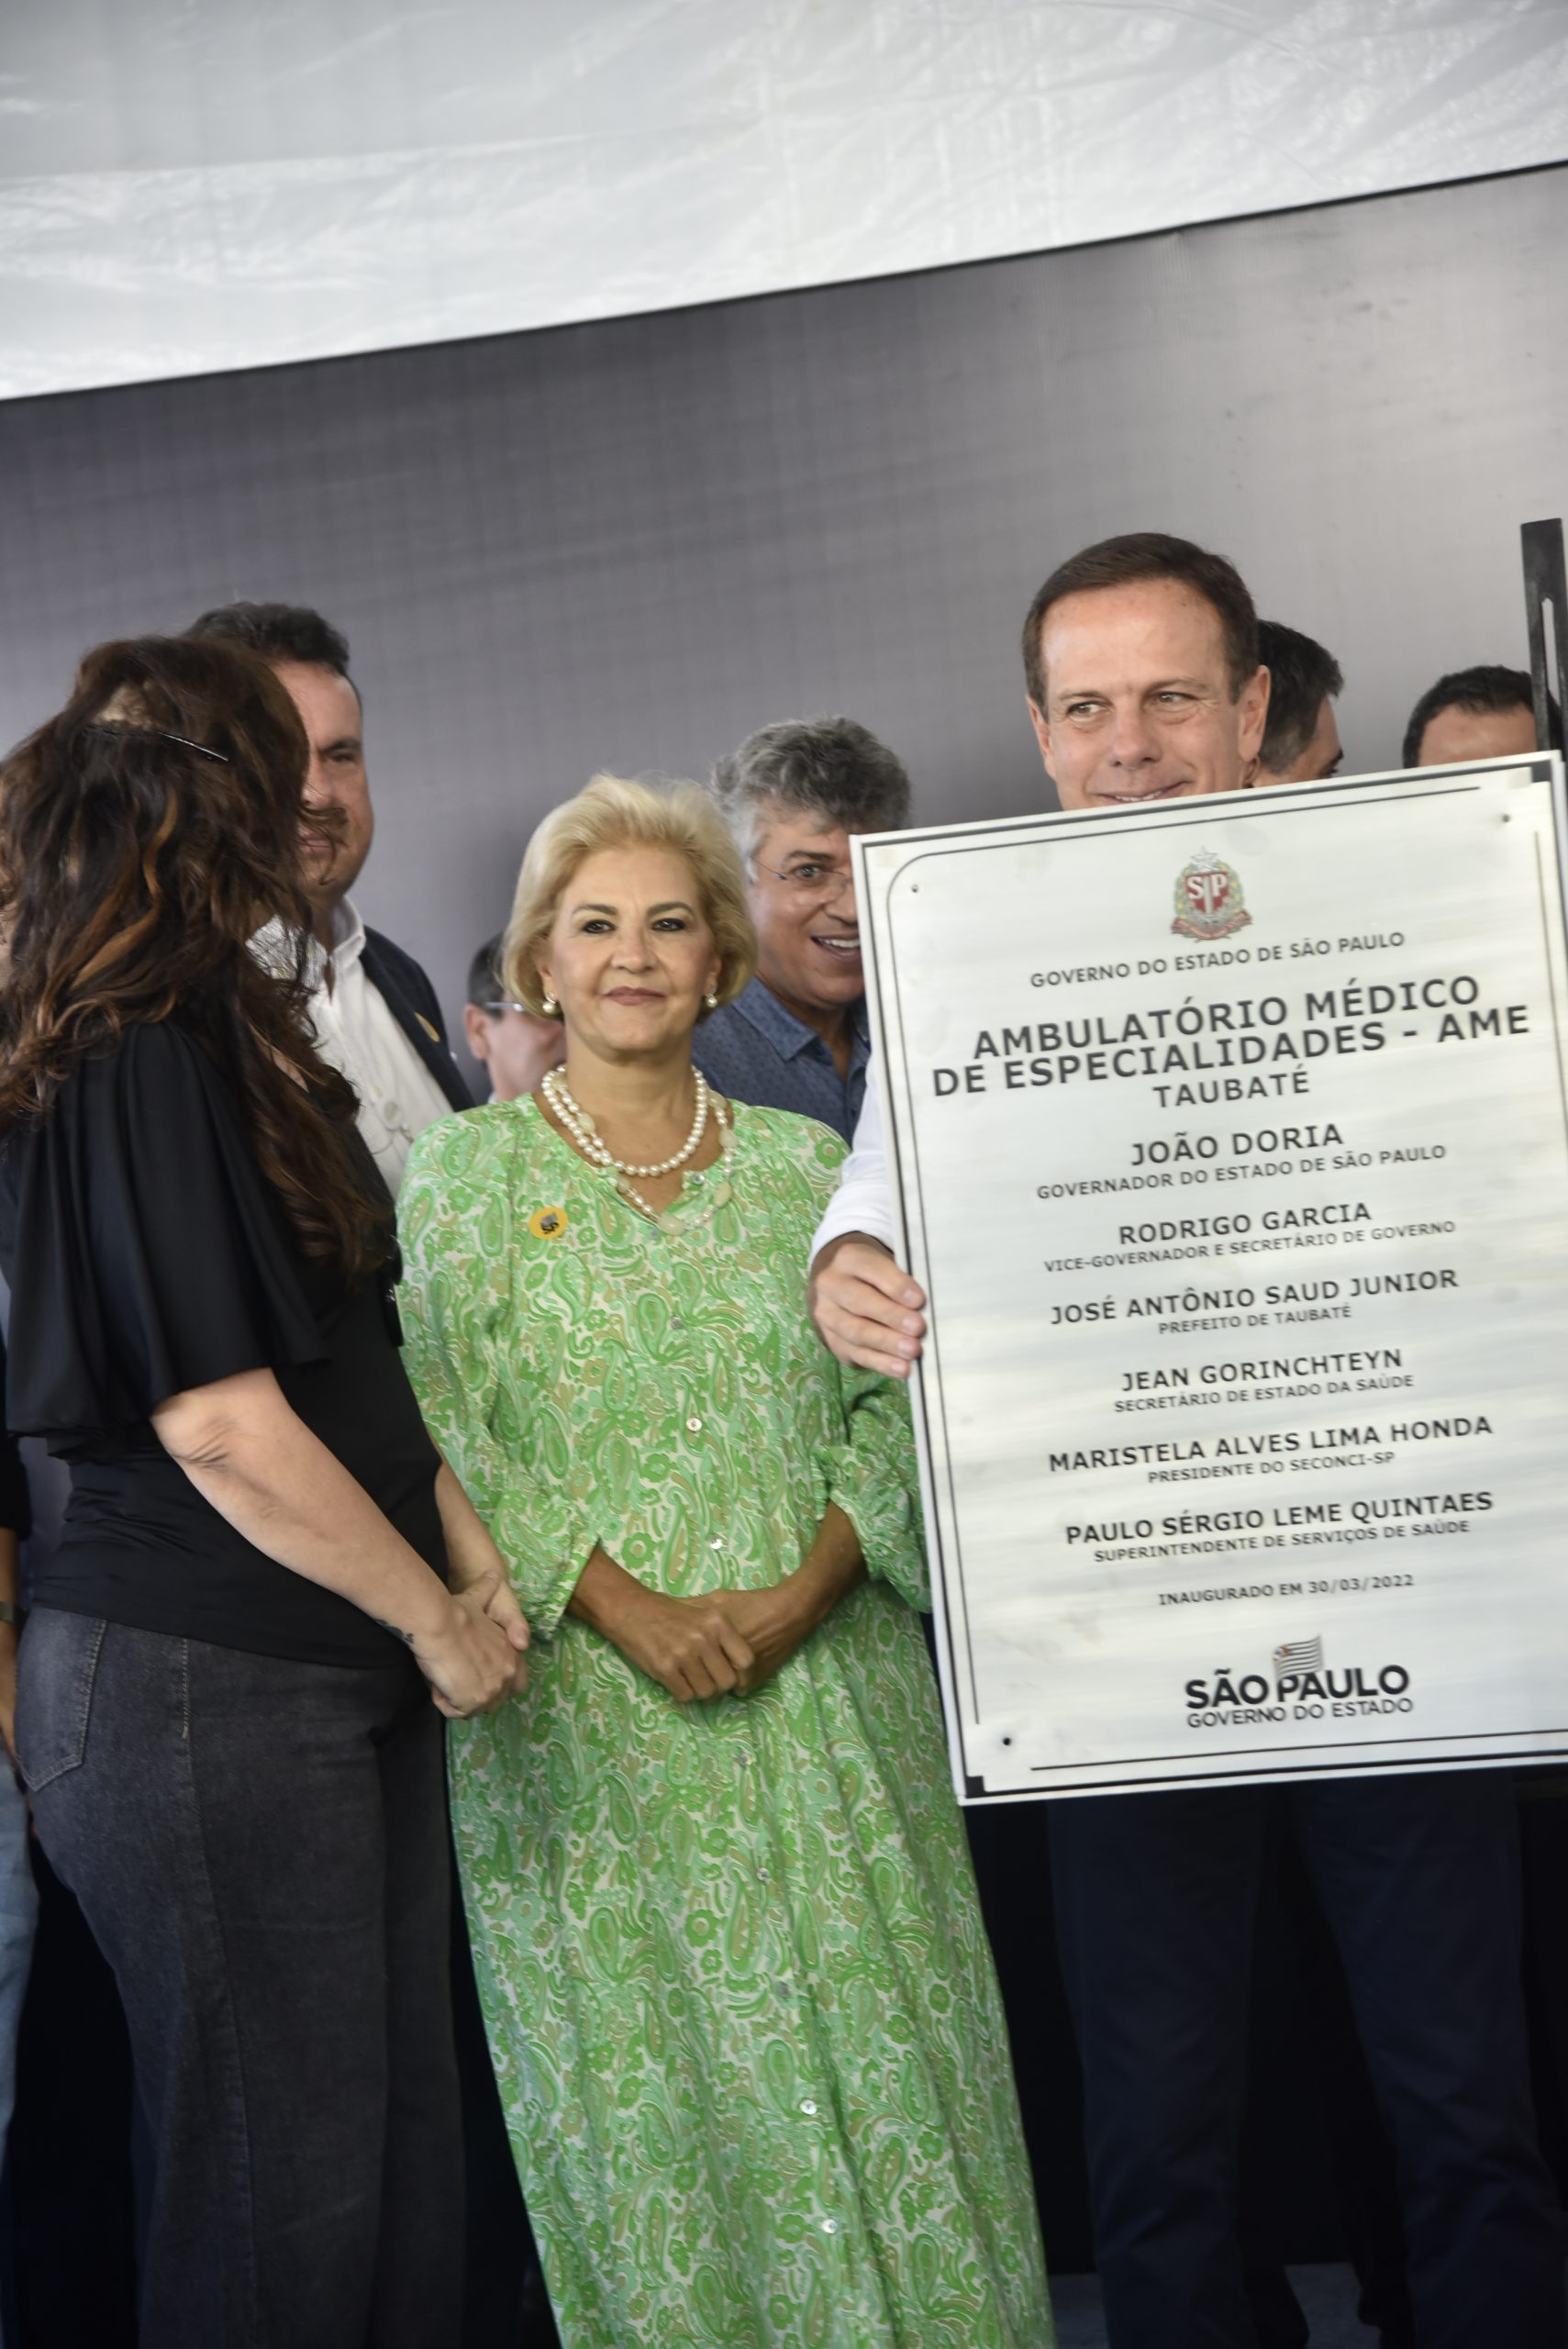 SP
GOVERNO DO ESTADO DE SÃO PAULO
AMBULATÓRIO MÉDICO
DE ESPECIALIDADES - AME
TAUBATÉ
JOÃO DORIA
GOVERNADOR DO ESTADO DE SÃO PAULO
RODRIGO GARCIA
VICE-GOVERNADOR E SECRETÁRIO DE GOVERNO
JOSÉ ANTÔNIO SAUD JUNIOR
PREFEITO DE TAUBATÉ
JEAN GORINCHTEYN
SECRETÁRIO DE ESTADO DA SAÚDE
MARISTELA ALVES LIMA HONDA
PRESIDENTE DO SECONCI-SP
PAULO SÉRGIO LEME QUINTAES
SUPERINTENDENTE DE SERVIÇOS DE SAÚDE
INAUGURADO EM 30/03/2022
SÃO PAULO
GOVERNO DO ESTADO